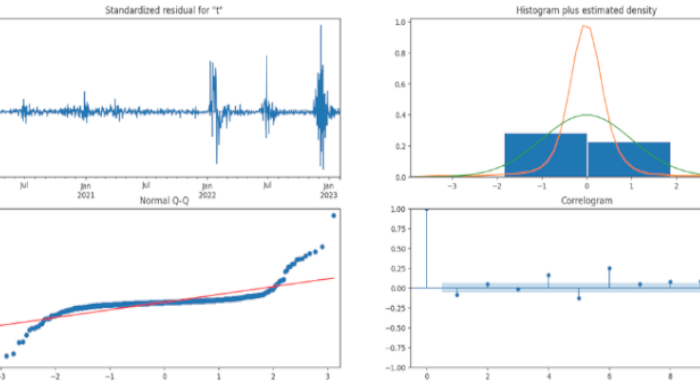 Standardized residual for "t"
Jul Jan Jul Jan Jul Jan
2021 2022 2023
Histogram plus estimated density
1.0
0.8
0.6
0.4
0.2
0.0
−3 −2 −1 0 1 2
Normal Q-Q
−3 −2 −1 0 1 2 3
Correlogram
1.00
0.75
0.50
0.25
0.00
−0.25
−0.50
−0.75
−1.00
0 2 4 6 8